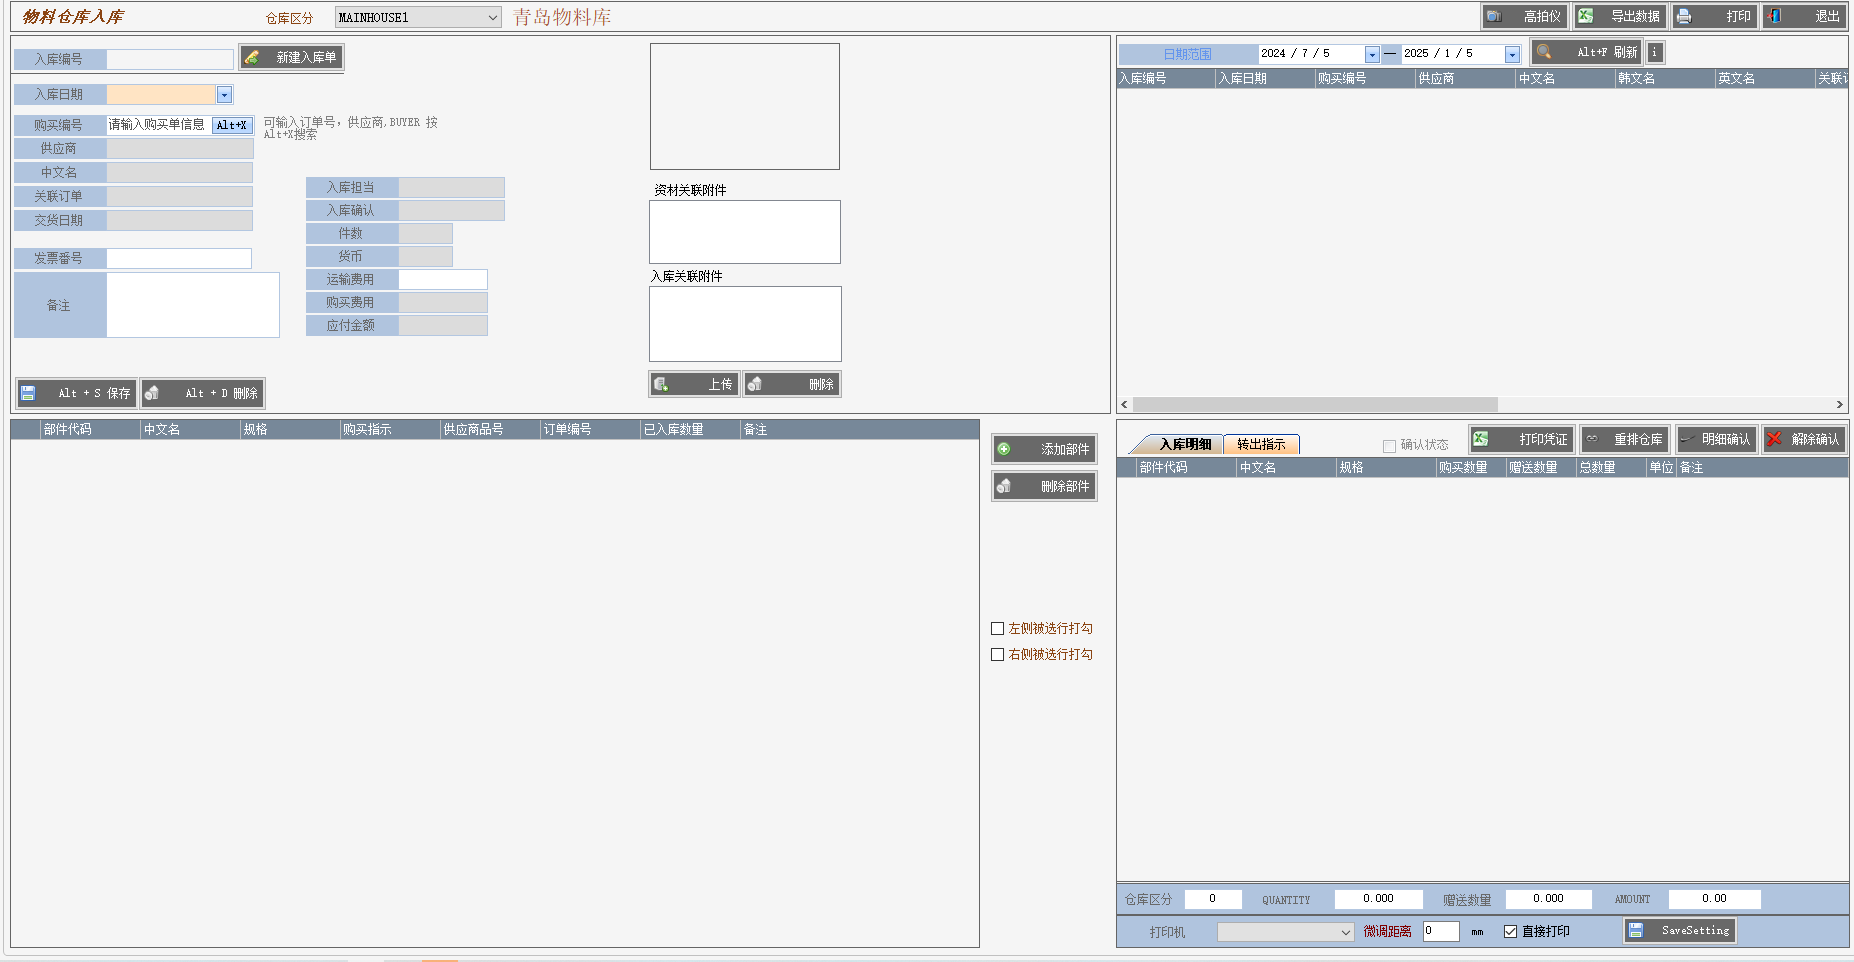 物料仓库入库
仓库区分 MAINHOUSE1 青岛物料库
高拍仪 导出数据 打印 退出
入库编号 新建入库单
入库日期
购买编号 请输入购买单信息 Alt+X
可输入订单号，供应商,BUYER 按
Alt+X搜索
供应商
中文名
关联订单
交货日期
发票番号
备注
入库担当
入库确认
件数
货币
运输费用
购买费用
应付金额
资材关联附件
入库关联附件
上传 删除
Alt + S 保存 Alt + D 删除
日期范围 2024 / 7 / 5 — 2025 / 1 / 5 Alt+F 刷新 i
入库编号 入库日期 购买编号 供应商 中文名 韩文名 英文名 关联订
部件代码 中文名 规格 购买指示 供应商品号 订单编号 已入库数量 备注
添加部件
删除部件
左侧被选行打勾
右侧被选行打勾
入库明细 转出指示 确认状态 打印凭证 重排仓库 明细确认 解除确认
部件代码 中文名 规格 购买数量 赠送数量 总数量 单位 备注
仓库区分 0 QUANTITY 0.000 赠送数量 0.000 AMOUNT 0.00
打印机 微调距离 0 mm 直接打印 SaveSetting